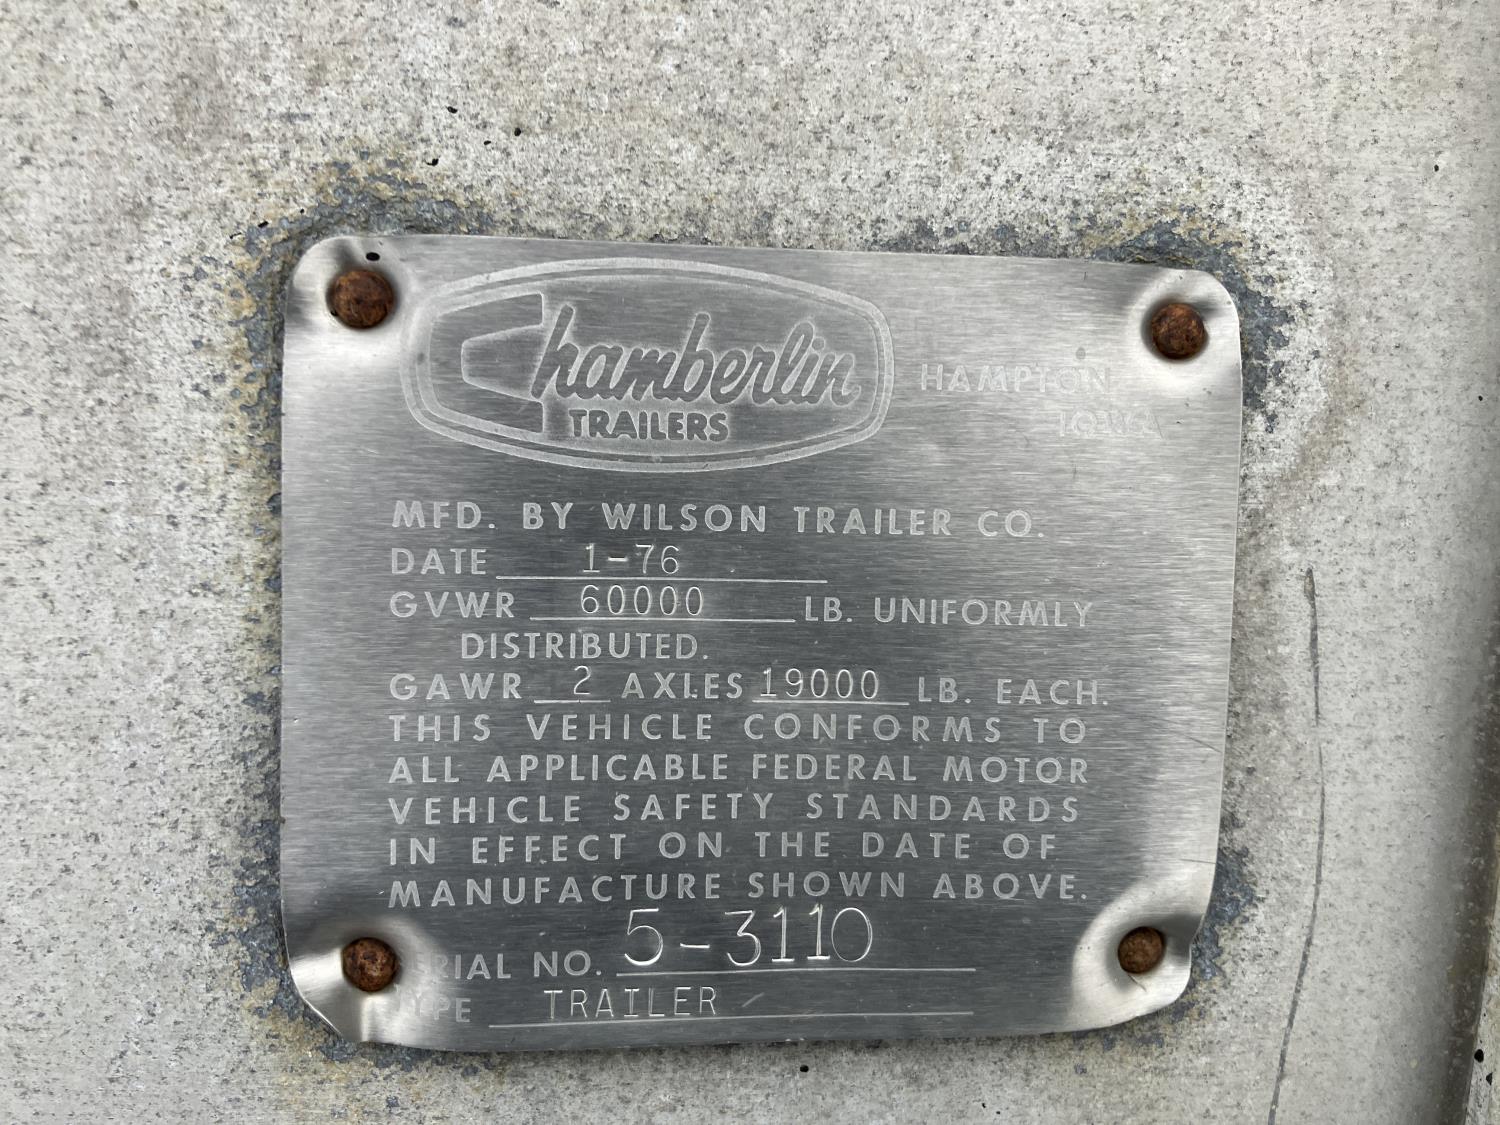 Chamberlin
TRAILERS
HAMPTON
IOWA
MFD. BY WILSON TRAILER CO.
DATE 1-76
GVWR 60000 LB. UNIFORMLY
DISTRIBUTED.
GAWR 2 AXLES 19000 LB. EACH.
THIS VEHICLE CONFORMS TO
ALL APPLICABLE FEDERAL MOTOR
VEHICLE SAFETY STANDARDS
IN EFFECT ON THE DATE OF
MANUFACTURE SHOWN ABOVE.
SERIAL NO. 5-3110
TYPE TRAILER